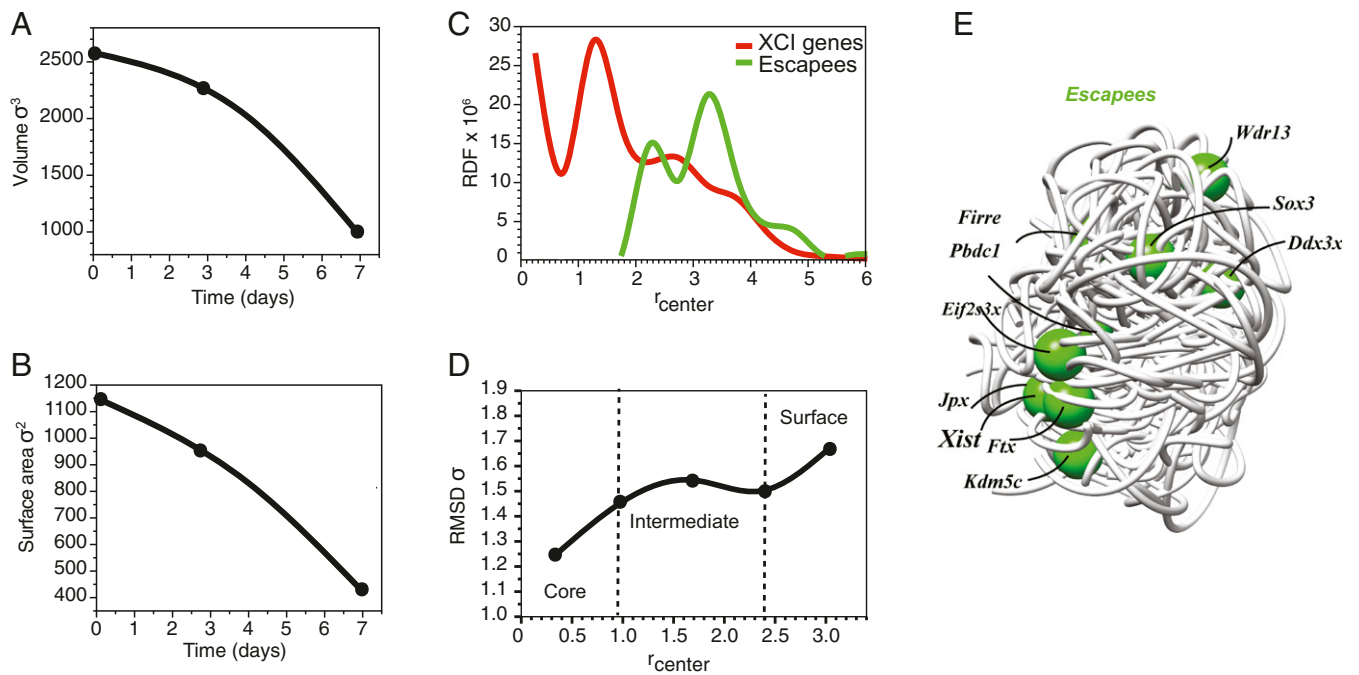 A
Volume σ³
2500
2000
1500
1000
0 1 2 3 4 5 6 7
Time (days)
B
Surface area σ⁻²
1200
1100
1000
900
800
700
600
500
400
0 1 2 3 4 5 6 7
Time (days)
C
RDF x 10⁶
30
25
20
15
10
5
0
0 1 2 3 4 5 6
r center
XCI genes
Escapees
D
RMSD σ
1.9
1.8
1.7
1.6
1.5
1.4
1.3
1.2
1.1
1.0
Surface
Intermediate
Core
0 0.5 1.0 1.5 2.0 2.5 3.0
r center
E
Escapees
Wdr13
Sox3
Firre
Ddx3x
Pbdc1
Eif2s3x
Jpx
Xist Ftx
Kdm5c